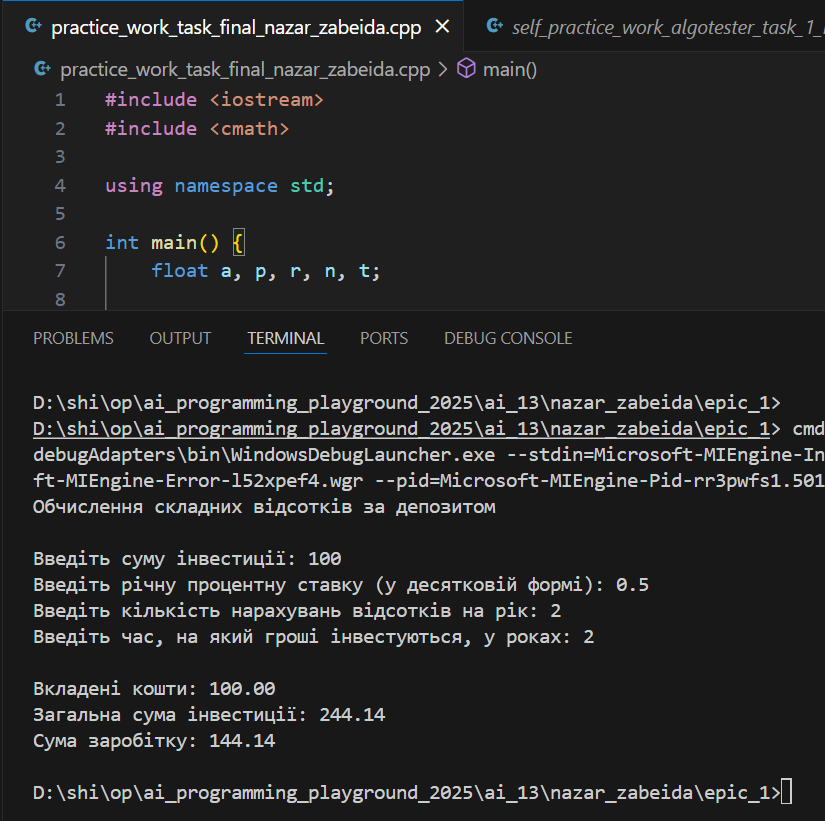 practice_work_task_final_nazar_zabeida.cpp
self_practice_work_algotester_task_1_
practice_work_task_final_nazar_zabeida.cpp > main()
1 #include <iostream>
2 #include <cmath>
3
4 using namespace std;
5
6 int main() {
7 float a, p, r, n, t;
8
PROBLEMS OUTPUT TERMINAL PORTS DEBUG CONSOLE
D:\shi\op\ai_programming_playground_2025\ai_13\nazar_zabeida\epic_1>
D:\shi\op\ai_programming_playground_2025\ai_13\nazar_zabeida\epic_1> cmd
debugAdapters\bin\WindowsDebugLauncher.exe --stdin=Microsoft-MIEngine-In
ft-MIEngine-Error-l52xpef4.wgr --pid=Microsoft-MIEngine-Pid-rr3pwfs1.501
Обчислення складних відсотків за депозитом
Введіть суму інвестиції: 100
Введіть річну процентну ставку (у десятковій формі): 0.5
Введіть кількість нарахувань відсотків на рік: 2
Введіть час, на який гроші інвестуються, у роках: 2
Вкладені кошти: 100.00
Загальна сума інвестиції: 244.14
Сума заробітку: 144.14
D:\shi\op\ai_programming_playground_2025\ai_13\nazar_zabeida\epic_1>